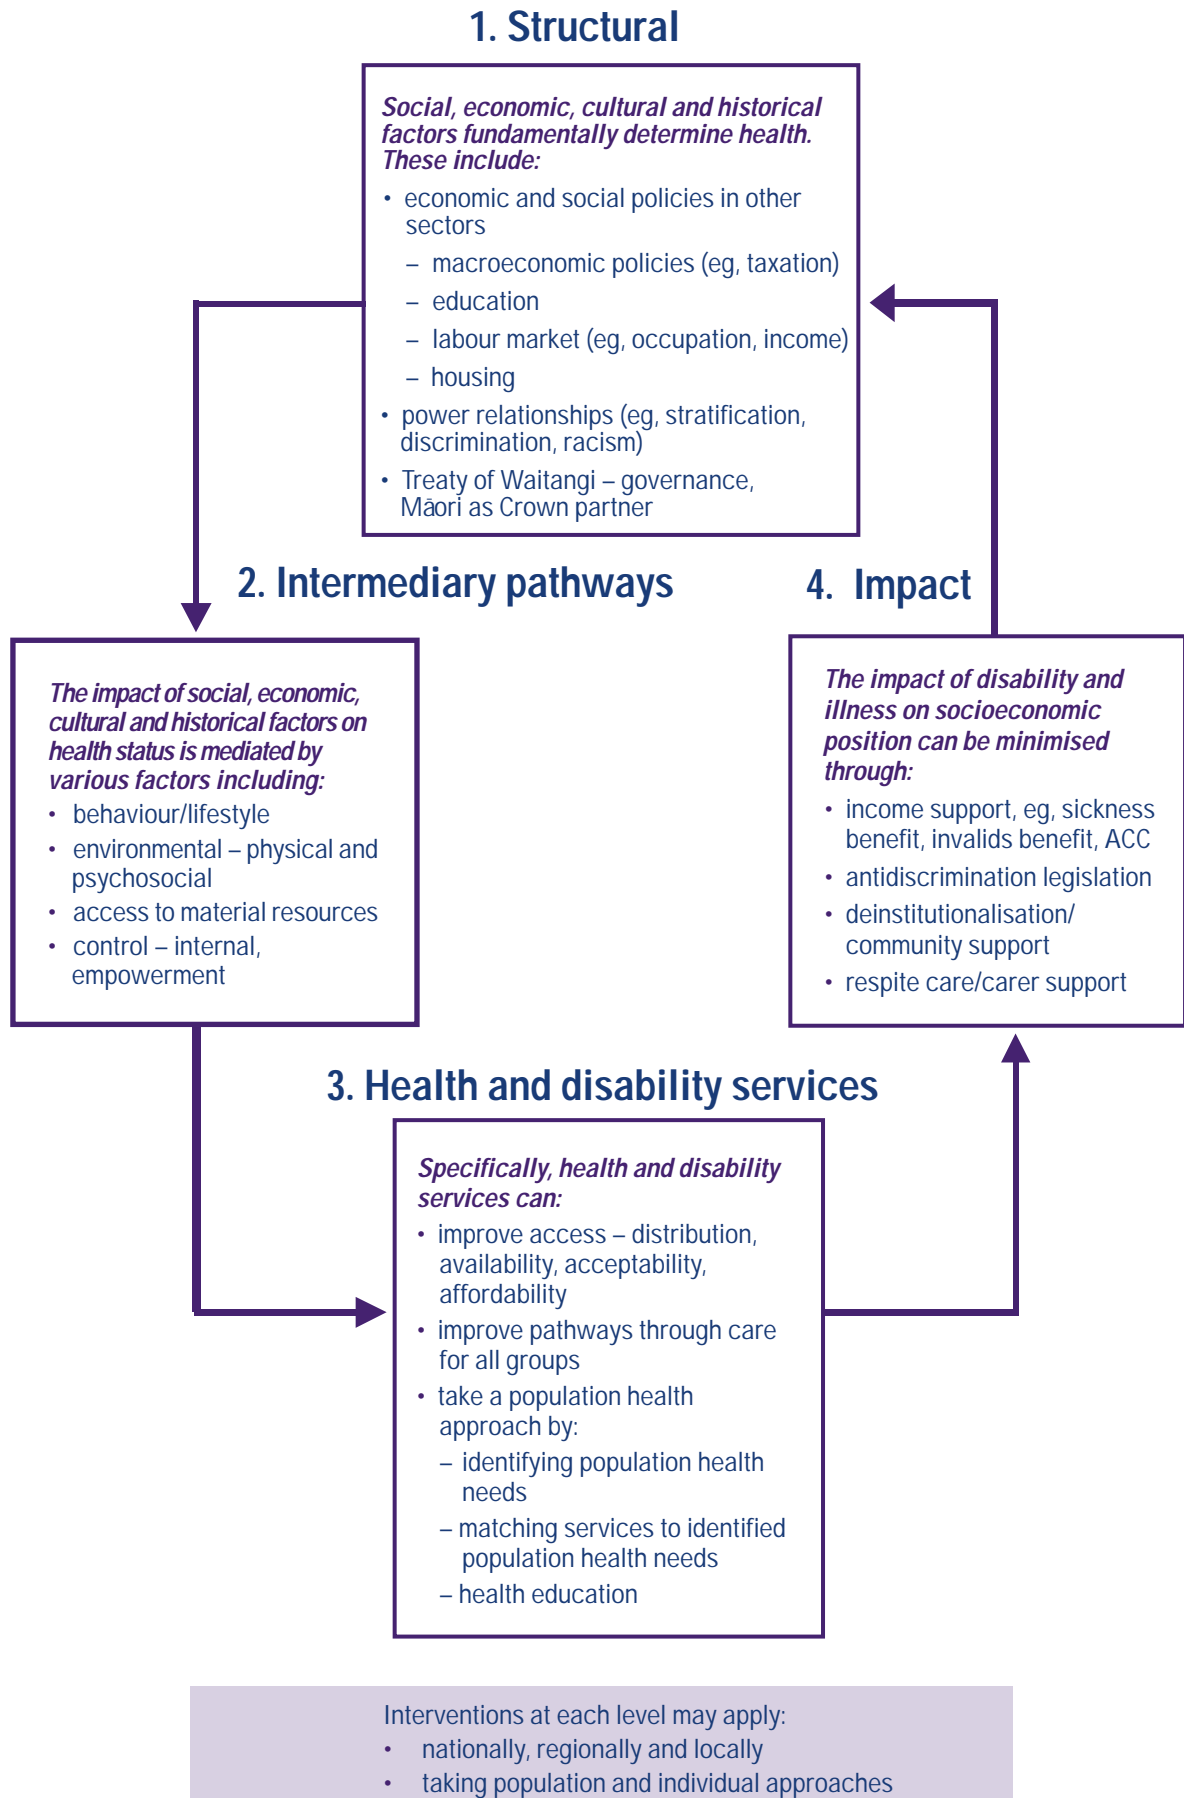 1. Structural
Social, economic, cultural and historical
factors fundamentally determine health.
These include:
• economic and social policies in other
sectors
– macroeconomic policies (eg, taxation)
– education
– labour market (eg, occupation, income)
– housing
• power relationships (eg, stratification,
discrimination, racism)
• Treaty of Waitangi – governance,
Māori as Crown partner
2. Intermediary pathways
The impact of social, economic,
cultural and historical factors on
health status is mediated by
various factors including:
• behaviour/lifestyle
• environmental – physical and
psychosocial
• access to material resources
• control – internal,
empowerment
3. Health and disability services
Specifically, health and disability
services can:
• improve access – distribution,
availability, acceptability,
affordability
• improve pathways through care
for all groups
• take a population health
approach by:
– identifying population health
needs
– matching services to identified
population health needs
– health education
4. Impact
The impact of disability and
illness on socioeconomic
position can be minimised
through:
• income support, eg, sickness
benefit, invalids benefit, ACC
• antidiscrimination legislation
• deinstitutionalisation/
community support
• respite care/carer support
Interventions at each level may apply:
• nationally, regionally and locally
• taking population and individual approaches